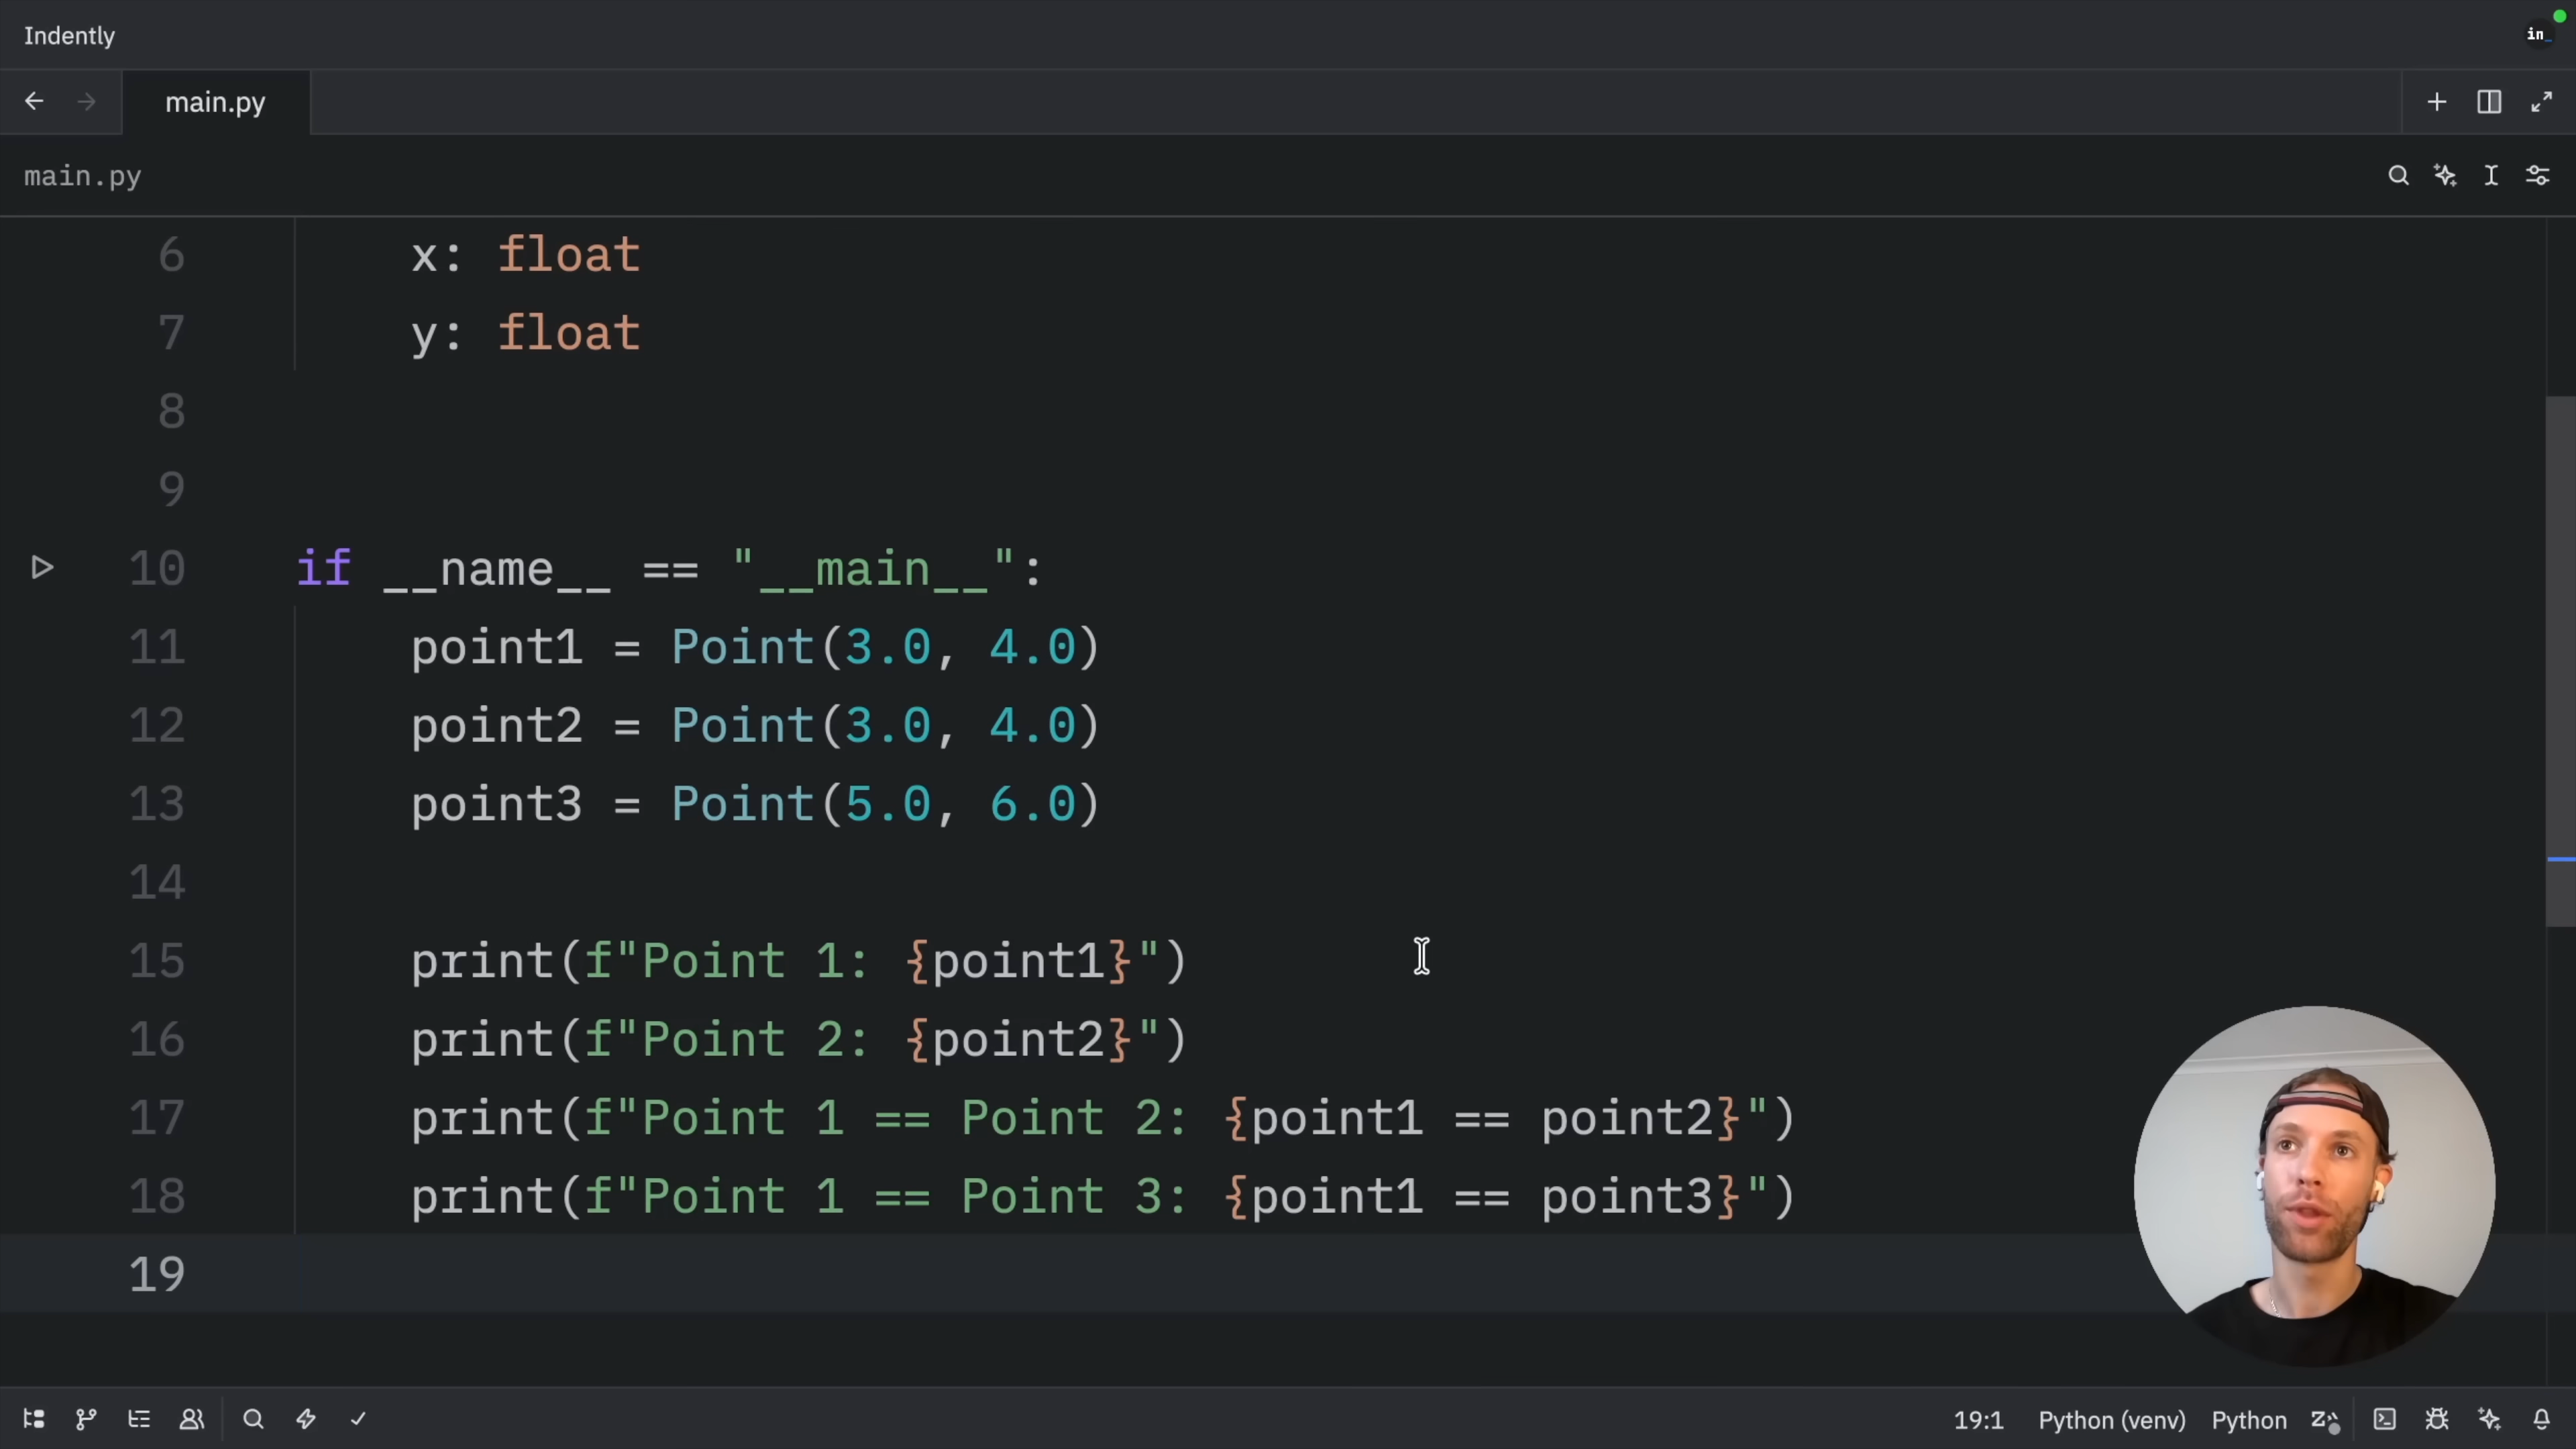 Indently
in_
main.py
main.py
6 x: float
7 y: float
8
9
10 if __name__ == "__main__":
11 point1 = Point(3.0, 4.0)
12 point2 = Point(3.0, 4.0)
13 point3 = Point(5.0, 6.0)
14
15 print(f"Point 1: {point1}")
16 print(f"Point 2: {point2}")
17 print(f"Point 1 == Point 2: {point1 == point2}")
18 print(f"Point 1 == Point 3: {point1 == point3}")
19
19:1 Python (venv) Python